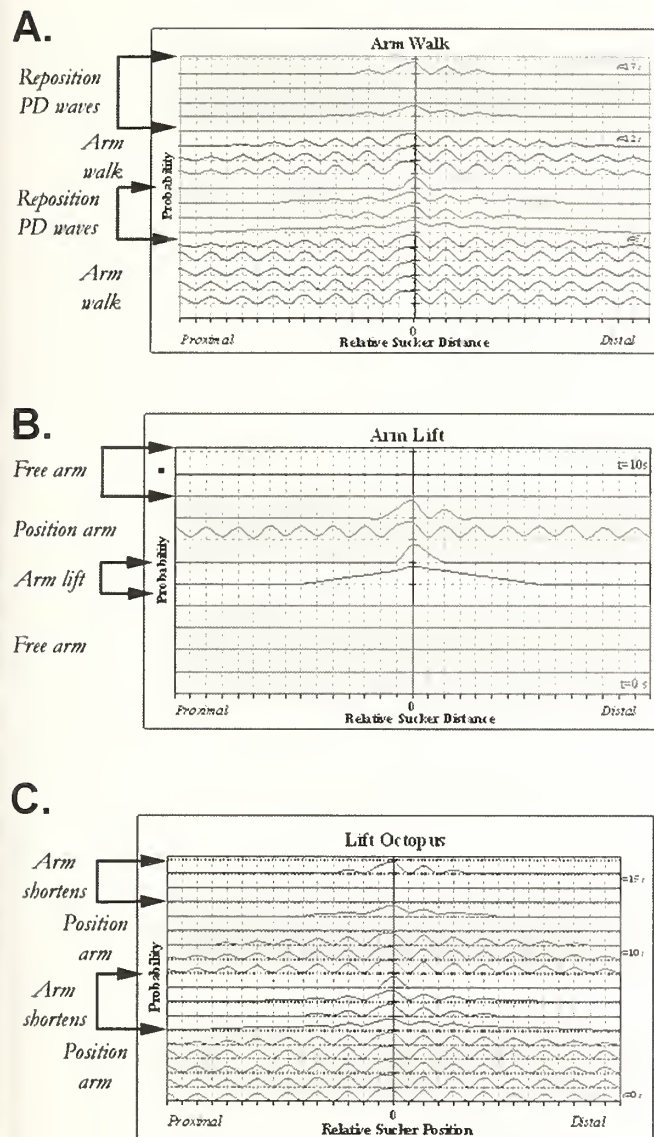 A.
Arm Walk
Reposition
PD waves
Arm
walk
Reposition
PD waves
Arm
walk
Probability
Proximal
0
Distal
Relative Sucker Distance
B.
Arm Lift
Free arm
t=10s
Position arm
Arm lift
Free arm
Probability
t=0 s
Proximal
0
Distal
Relative Sucker Distance
C.
Lift Octopus
Arm
shortens
Position
arm
Arm
shortens
Position
arm
Probability
Proximal
0
Distal
Relative Sucker Position